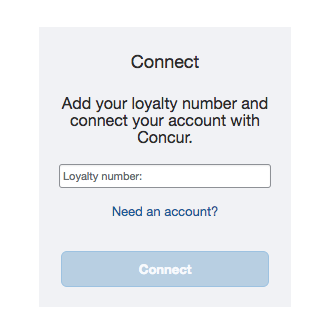 Connect
Add your loyalty number and
connect your account with
Concur.
Loyalty number:
Need an account?
Connect